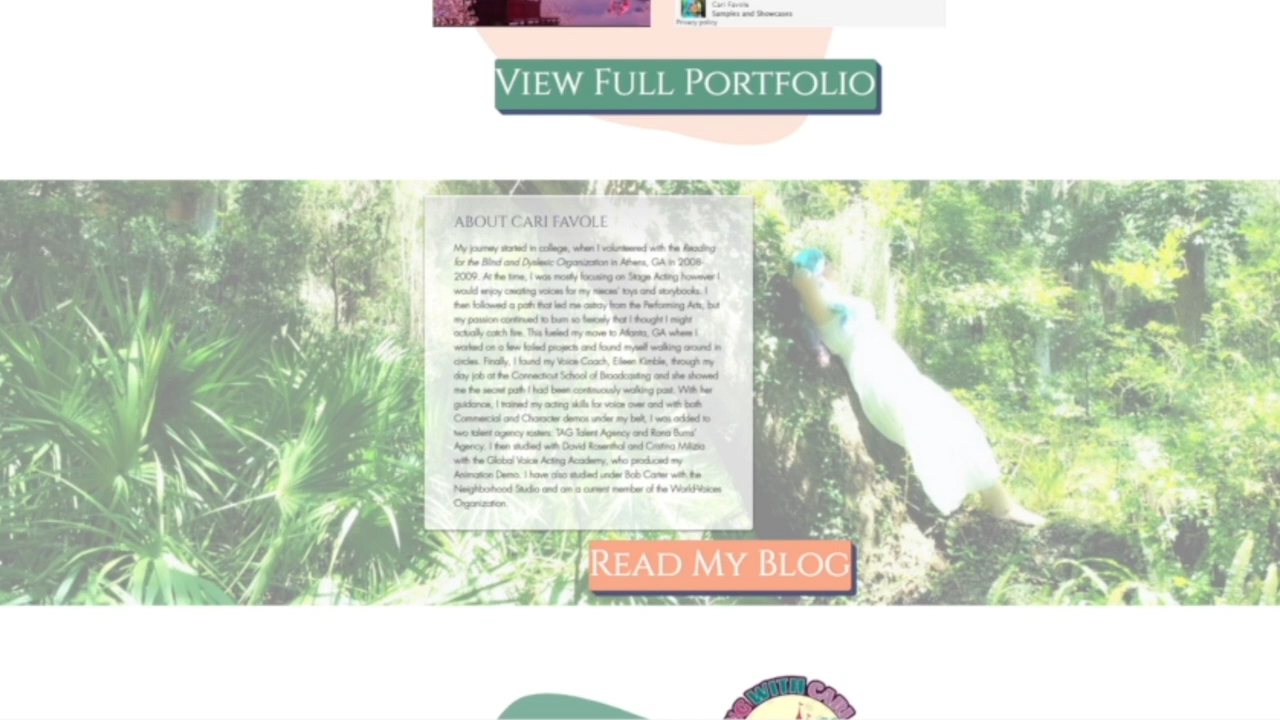 Cari Favole
Samples and Showcases
Privacy policy
VIEW FULL PORTFOLIO
ABOUT CARI FAVOLE
My journey started in college, when I volunteered with the Reading
for the Blind and Dyslexic Organization in Athens, GA in 2008-
2009. At the time, I was mostly focusing on Stage Acting however I
would enjoy creating voices for my nieces' toys and storybooks. I
then followed a path that led me astray from the Performing Arts, but
my passion continued to burn so fiercely that I thought I might
actually catch fire. This fueled my move to Atlanta, GA where I
worked on a few failed projects and found myself walking around in
circles. Finally, I found my Voice Coach, Eileen Kimble, through my
day job at the Connecticut School of Broadcasting and she showed
me the secret path I had been continuously walking past. With her
guidance, I trained my acting skills for voice over and with both
Commercial and Character demos under my belt, I was added to
two talent agency rosters: TAG Talent Agency and Rona Burns'
Agency. I then studied with David Rosenthal and Cristina Milizia
with the Global Voice Acting Academy, who produced my
Animation Demo. I have also studied under Bob Carter with the
Neighborhood Studio and am a current member of the World-Voices
Organization.
READ MY BLOG
WITH CARI